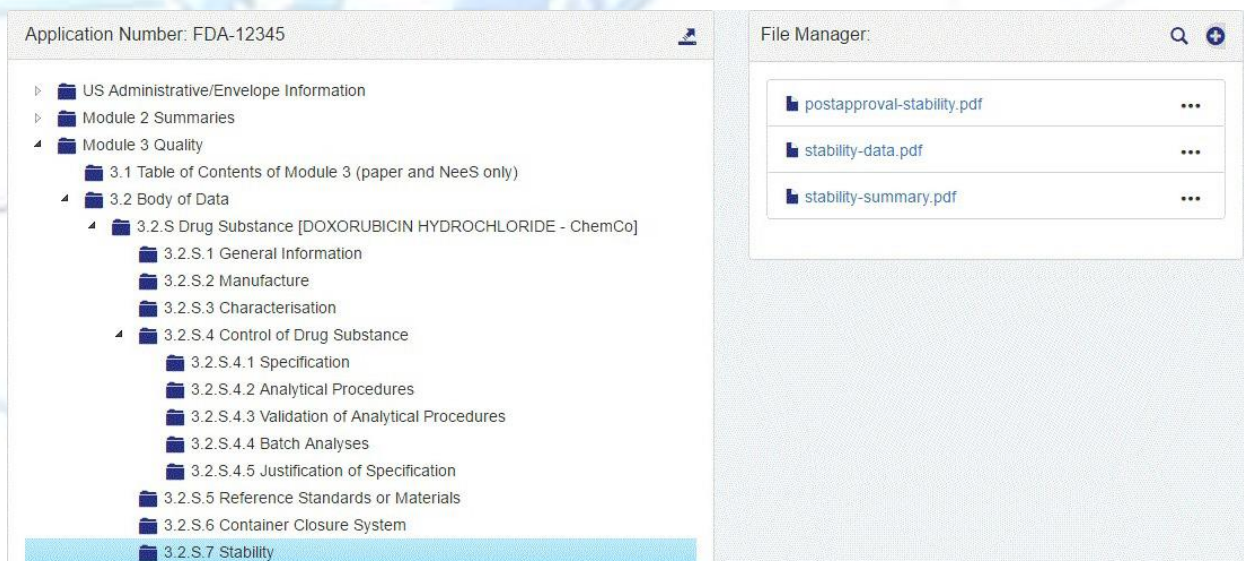 Application Number: FDA-12345
US Administrative/Envelope Information
Module 2 Summaries
Module 3 Quality
3.1 Table of Contents of Module 3 (paper and NeeS only)
3.2 Body of Data
3.2.S Drug Substance [DOXORUBICIN HYDROCHLORIDE - ChemCo]
3.2.S.1 General Information
3.2.S.2 Manufacture
3.2.S.3 Characterisation
3.2.S.4 Control of Drug Substance
3.2.S.4.1 Specification
3.2.S.4.2 Analytical Procedures
3.2.S.4.3 Validation of Analytical Procedures
3.2.S.4.4 Batch Analyses
3.2.S.4.5 Justification of Specification
3.2.S.5 Reference Standards or Materials
3.2.S.6 Container Closure System
3.2.S.7 Stability
File Manager:
postapproval-stability.pdf
stability-data.pdf
stability-summary.pdf